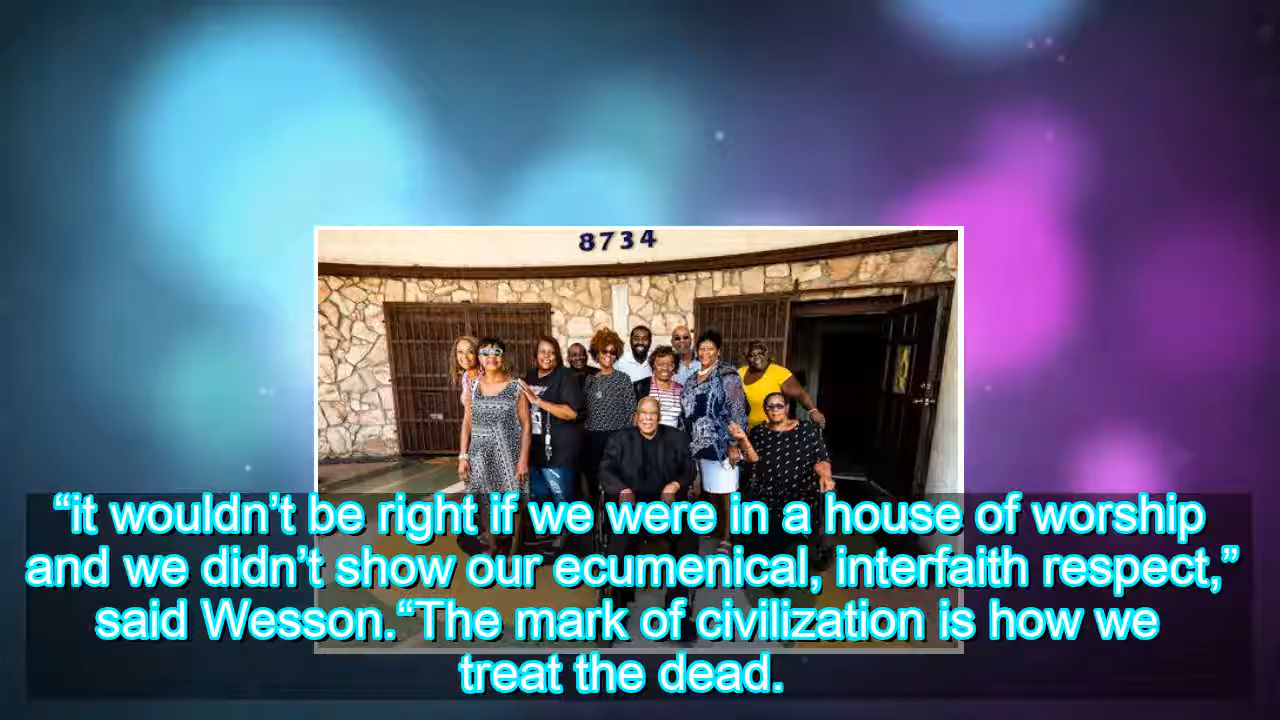 8734
“it wouldn’t be right if we were in a house of worship
and we didn’t show our ecumenical, interfaith respect,”
said Wesson.“The mark of civilization is how we
treat the dead.